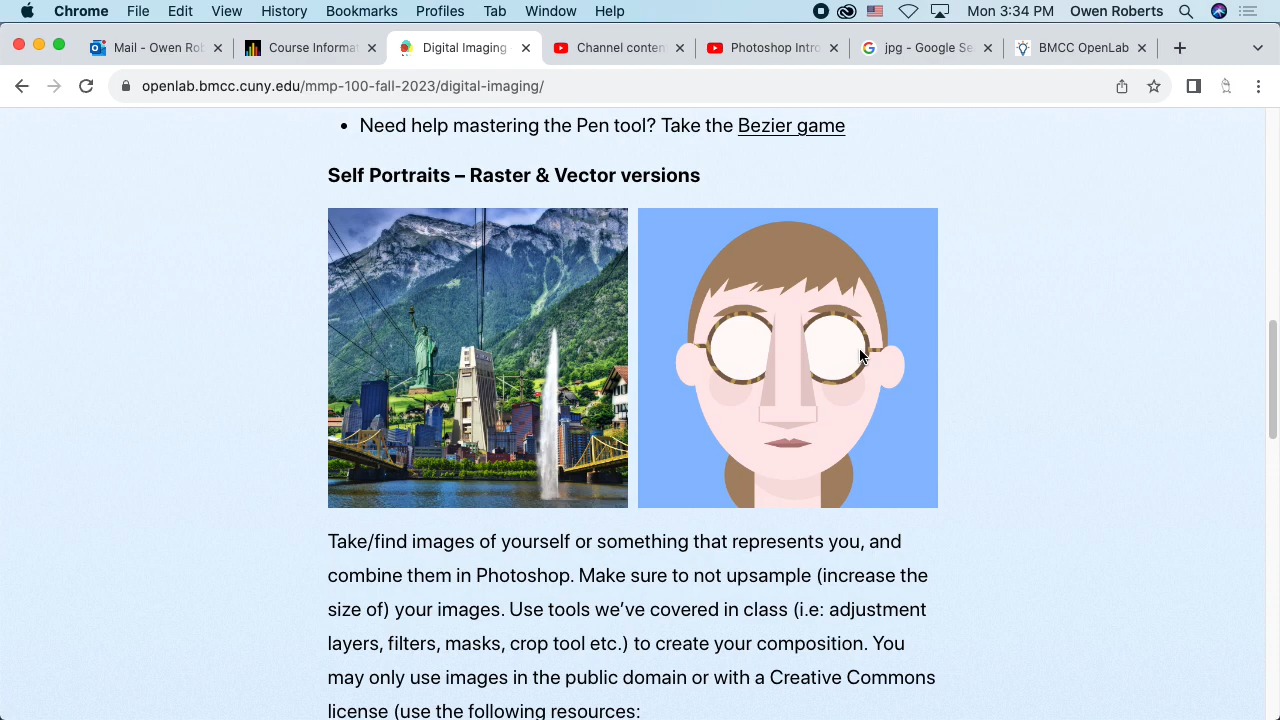 Chrome File Edit View History Bookmarks Profiles Tab Window Help Mon 3:34 PM Owen Roberts
Mail - Owen Rob Course Informat Digital Imaging Channel conten Photoshop Intro jpg - Google Se BMCC OpenLab
openlab.bmcc.cuny.edu/mmp-100-fall-2023/digital-imaging/
• Need help mastering the Pen tool? Take the Bezier game
Self Portraits – Raster & Vector versions
Take/find images of yourself or something that represents you, and
combine them in Photoshop. Make sure to not upsample (increase the
size of) your images. Use tools we've covered in class (i.e: adjustment
layers, filters, masks, crop tool etc.) to create your composition. You
may only use images in the public domain or with a Creative Commons
license (use the following resources: